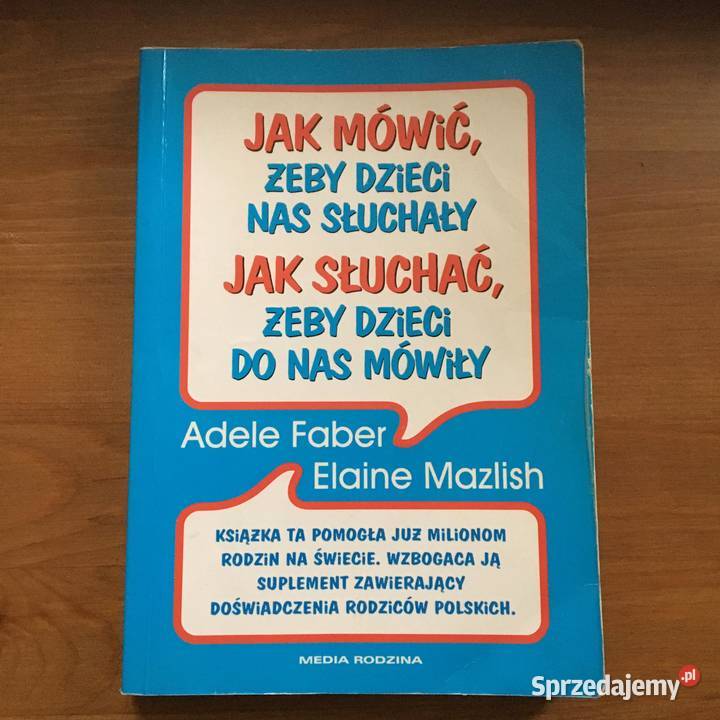 JAK MÓWiĆ,
ŻEBY DZiECi
NAS SŁUCHAŁY
JAK SŁUCHAĆ,
ŻEBY DZiECi
DO NAS MÓWiŁY
Adele Faber
Elaine Mazlish
KSiĄŻKA TA POMOGŁA JUŻ MiLiONOM
RODZiN NA ŚWiECiE. WZBOGACA JĄ
SUPLEMENT ZAWiERAJĄCY
DOŚWiADCZENiA RODZiCÓW POLSKiCH.
MEDIA RODZINA
Sprzedajemy.pl